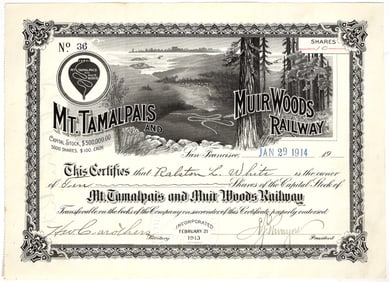 No 36
SHARES
10
MT. TAMALPAIS
AND
MUIR WOODS
RAILWAY
CAPITAL STOCK, $500,000.00
5000 SHARES, $100. EACH
San Francisco, JAN 29 1914 19
This Certifies that Ralston L. White is the owner
of Ten Shares of the Capital Stock of
Mt. Tamalpais and Muir Woods Railway
Transferable on the books of the Company on surrender of this Certificate properly endorsed.
INCORPORATED
FEBRUARY 21
1913
Secretary
President